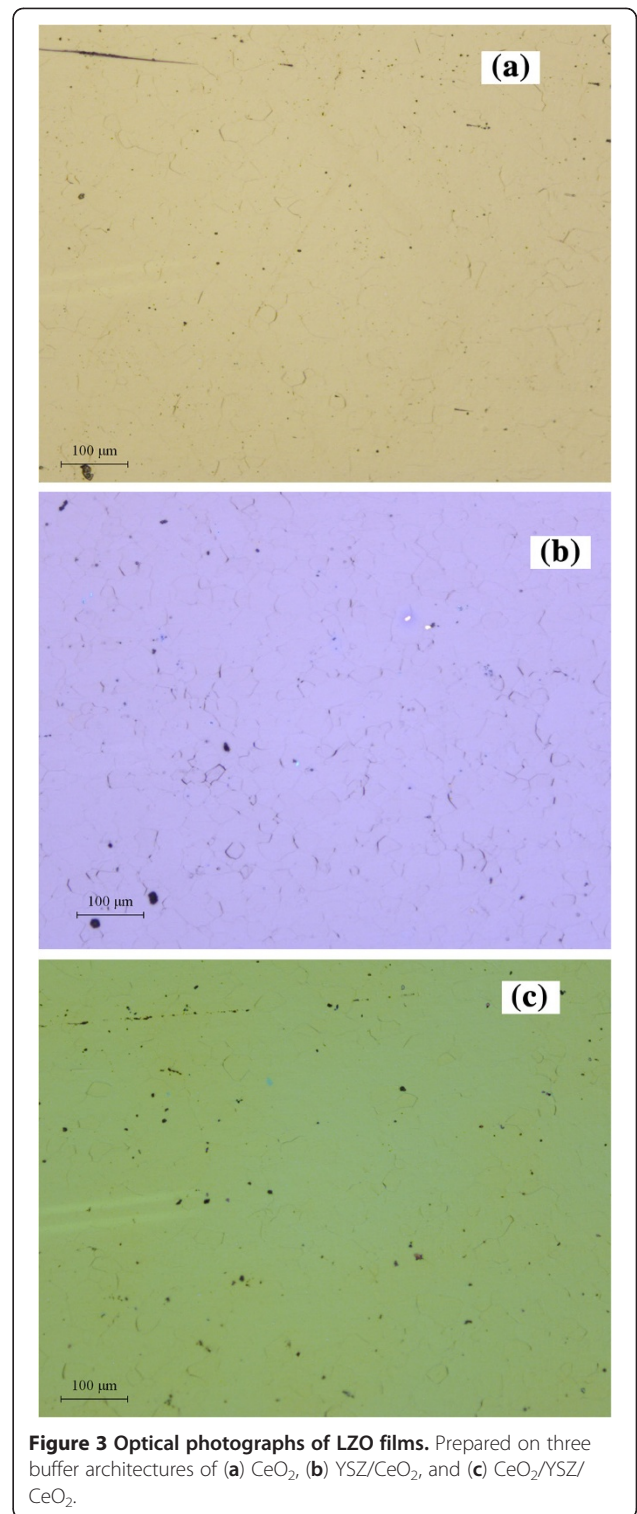 (a)
100 μm
(b)
100 μm
(c)
100 μm
Figure 3 Optical photographs of LZO films. Prepared on three
buffer architectures of (a) CeO₂, (b) YSZ/CeO₂, and (c) CeO₂/YSZ/
CeO₂.